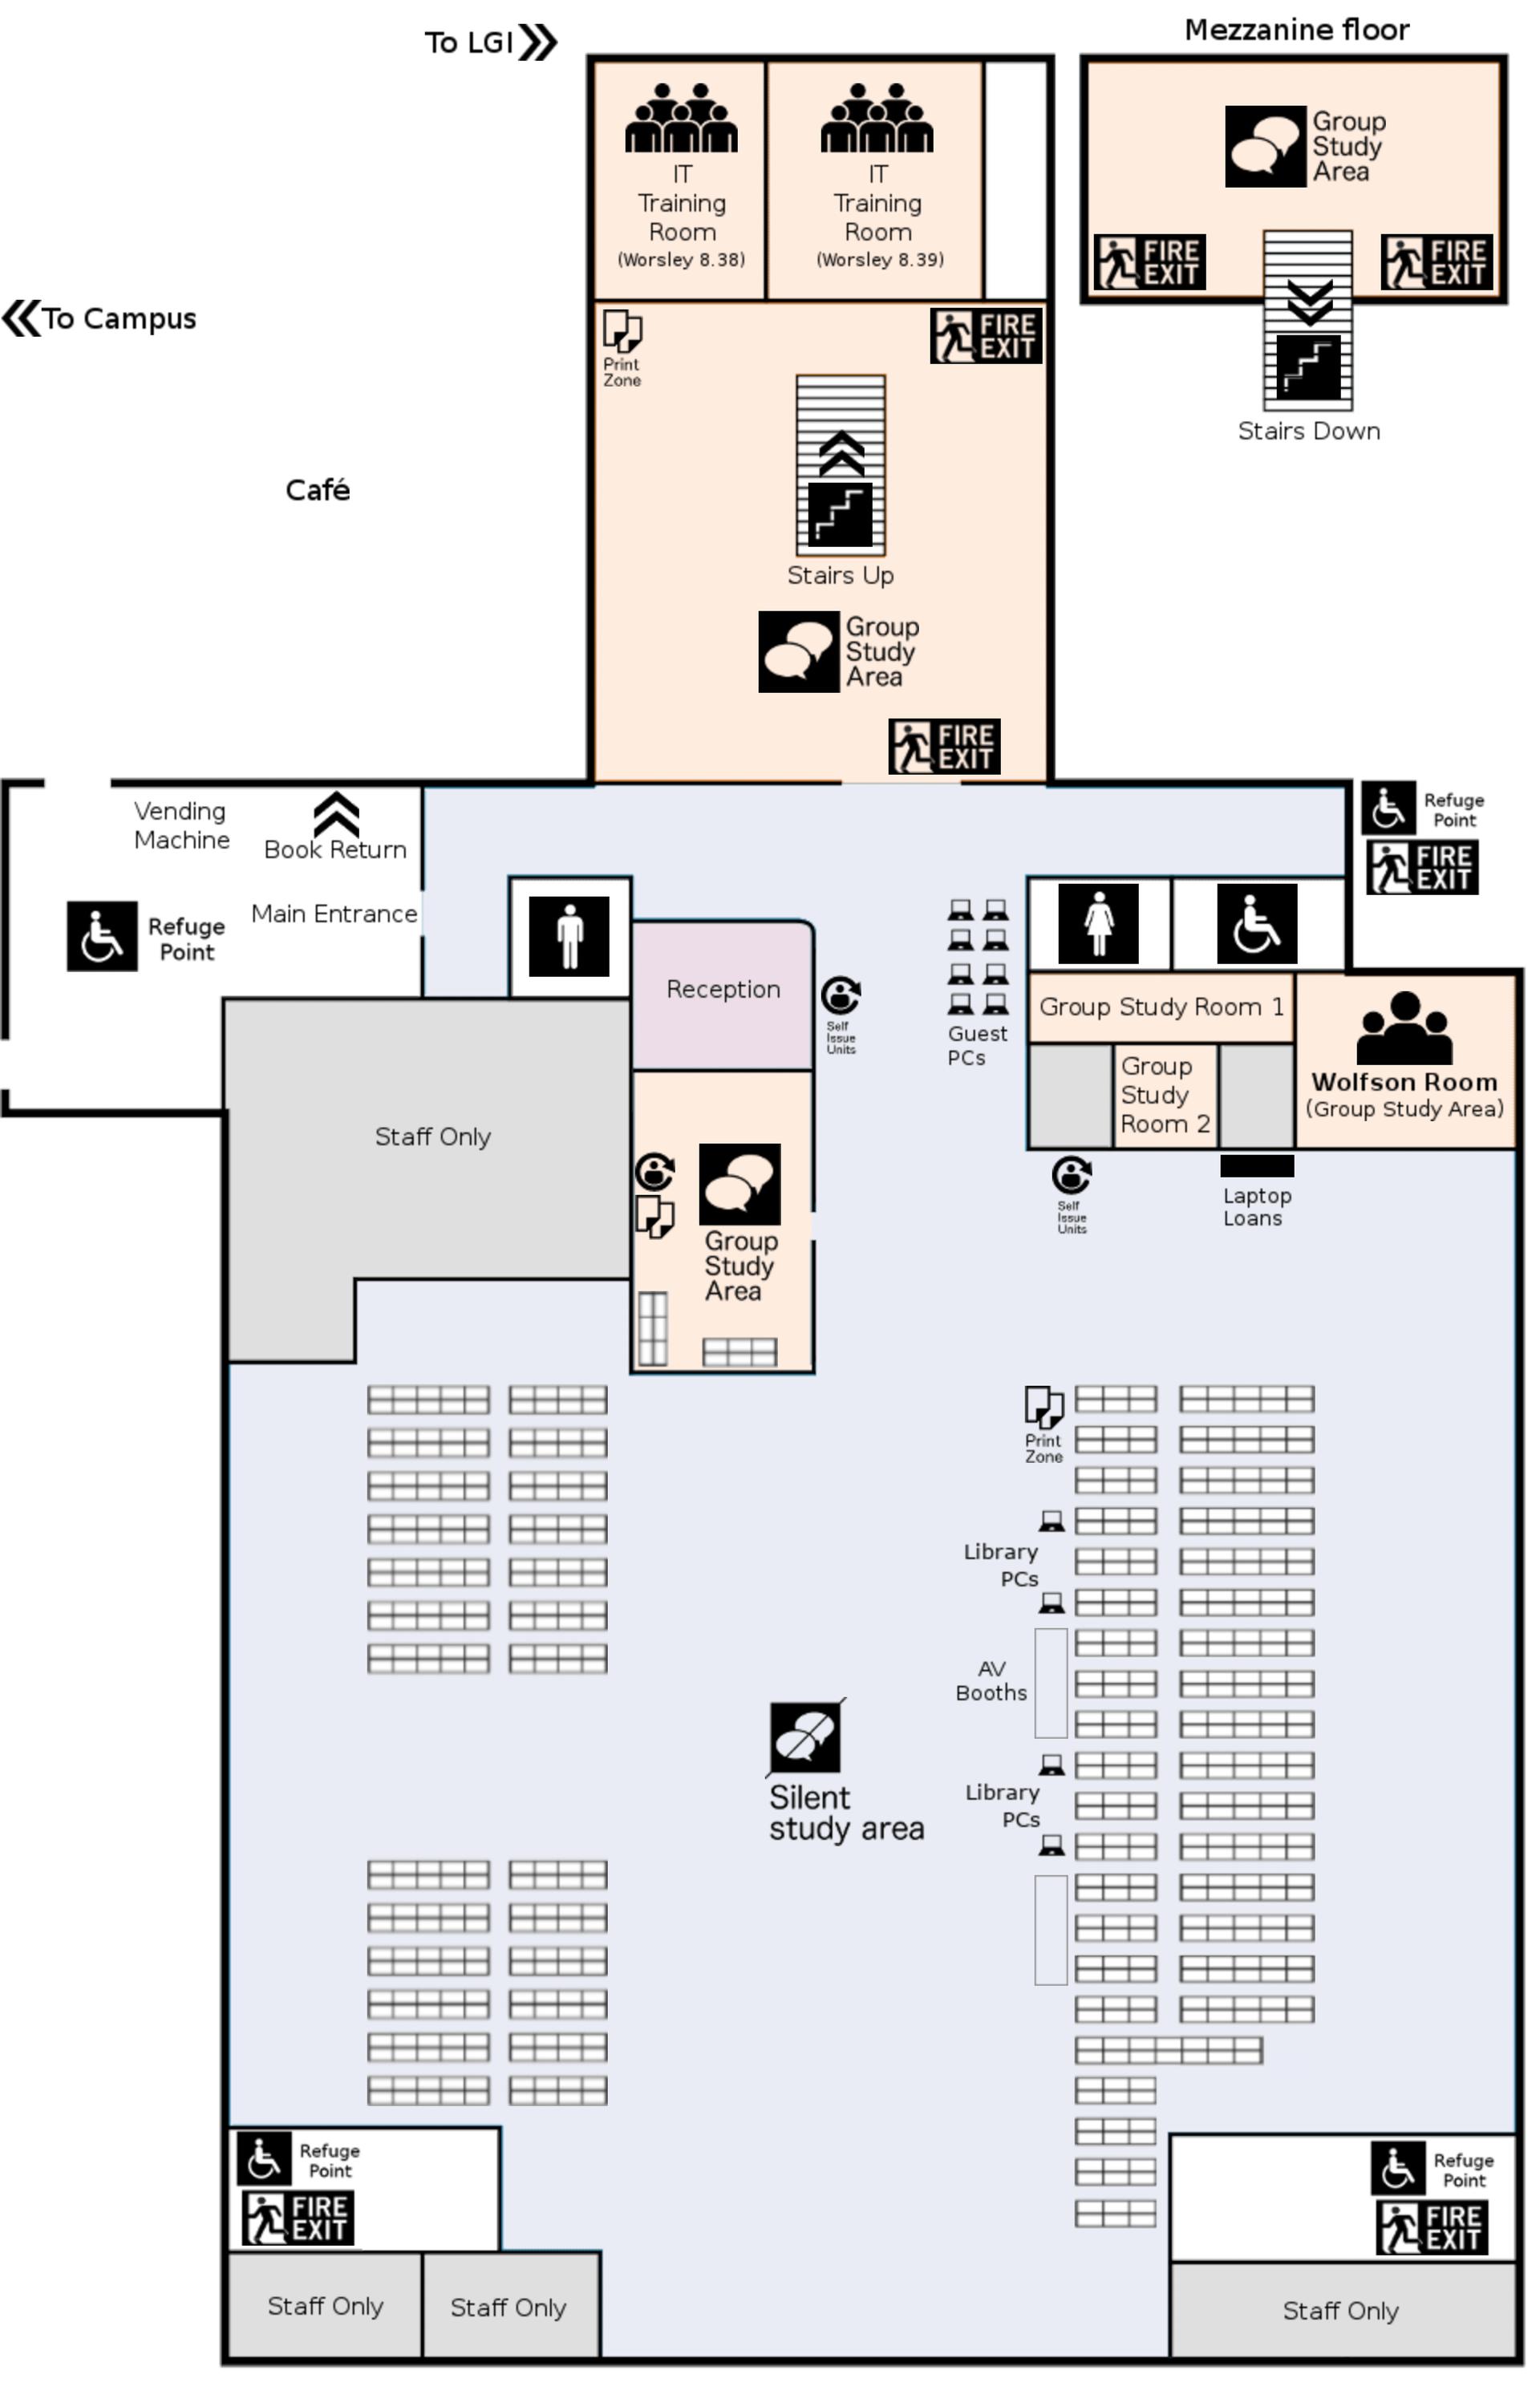 To LGI
Mezzanine floor
IT
Training
Room
(Worsley 8.38)
IT
Training
Room
(Worsley 8.39)
Group
Study
Area
FIRE
EXIT
FIRE
EXIT
Stairs Down
To Campus
Print
Zone
FIRE
EXIT
Café
Stairs Up
Group
Study
Area
FIRE
EXIT
Vending
Machine
Book Return
Main Entrance
Refuge
Point
Refuge
Point
FIRE
EXIT
Reception
Self
Issue
Units
Guest
PCs
Group Study Room 1
Group
Study
Room 2
Wolfson Room
(Group Study Area)
Staff Only
Group
Study
Area
Self
Issue
Units
Laptop
Loans
Print
Zone
Library
PCs
AV
Booths
Silent
study area
Library
PCs
Refuge
Point
FIRE
EXIT
Refuge
Point
FIRE
EXIT
Staff Only
Staff Only
Staff Only